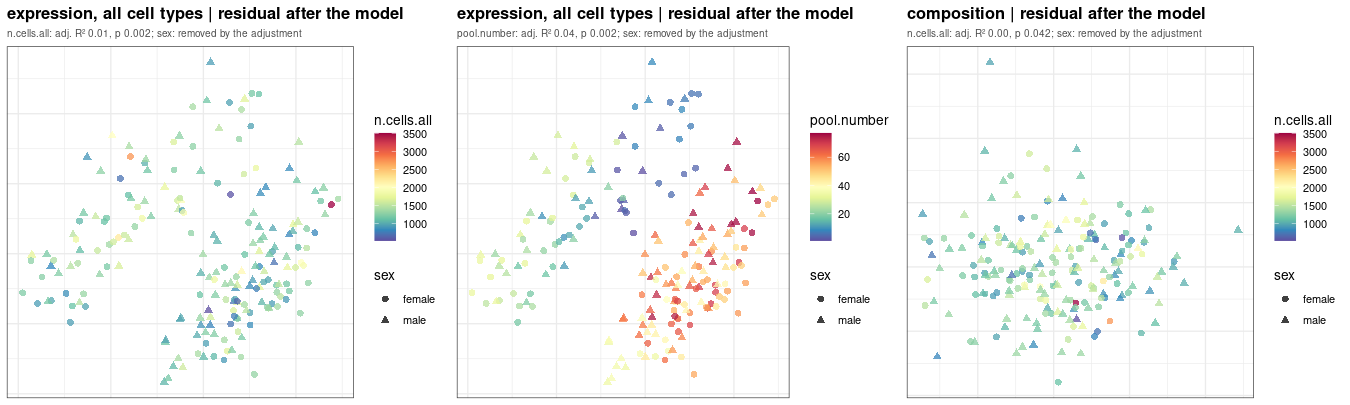 expression, all cell types | residual after the model
n.cells.all: adj. R² 0.01, p 0.002; sex: removed by the adjustment
n.cells.all
3500
3000
2500
2000
1500
1000
sex
female
male
expression, all cell types | residual after the model
pool.number: adj. R² 0.04, p 0.002; sex: removed by the adjustment
pool.number
60
40
20
sex
female
male
composition | residual after the model
n.cells.all: adj. R² 0.00, p 0.042; sex: removed by the adjustment
n.cells.all
3500
3000
2500
2000
1500
1000
sex
female
male